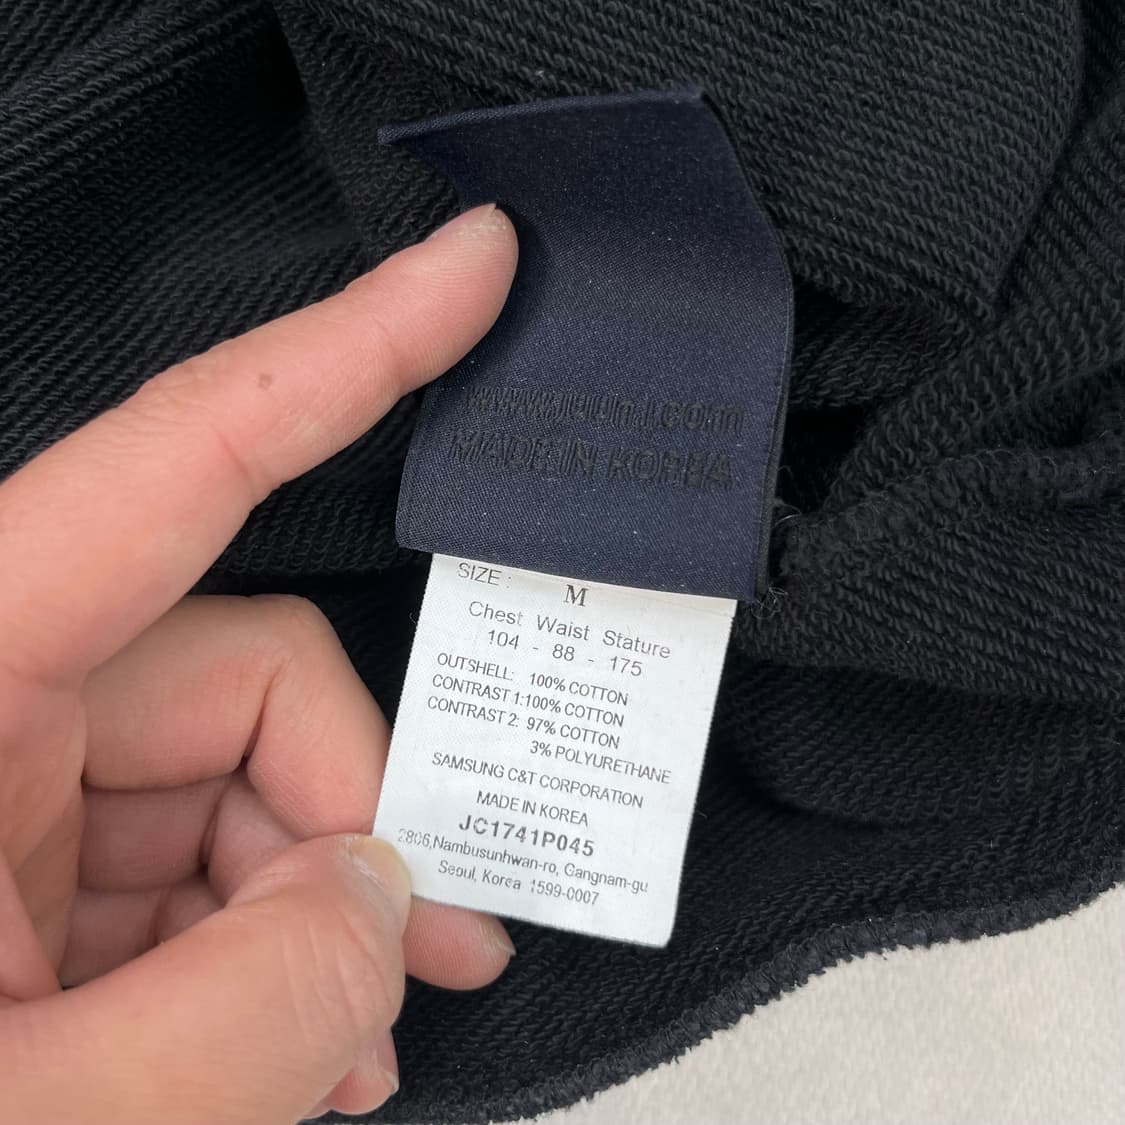 www.juunj.com
MADE IN KOREA
SIZE : M
Chest Waist Stature
104 - 88 - 175
OUTSHELL: 100% COTTON
CONTRAST 1:100% COTTON
CONTRAST 2: 97% COTTON
3% POLYURETHANE
SAMSUNG C&T CORPORATION
MADE IN KOREA
JC1741P045
2806,Nambusunhwan-ro, Gangnam-gu
Seoul, Korea 1599-0007